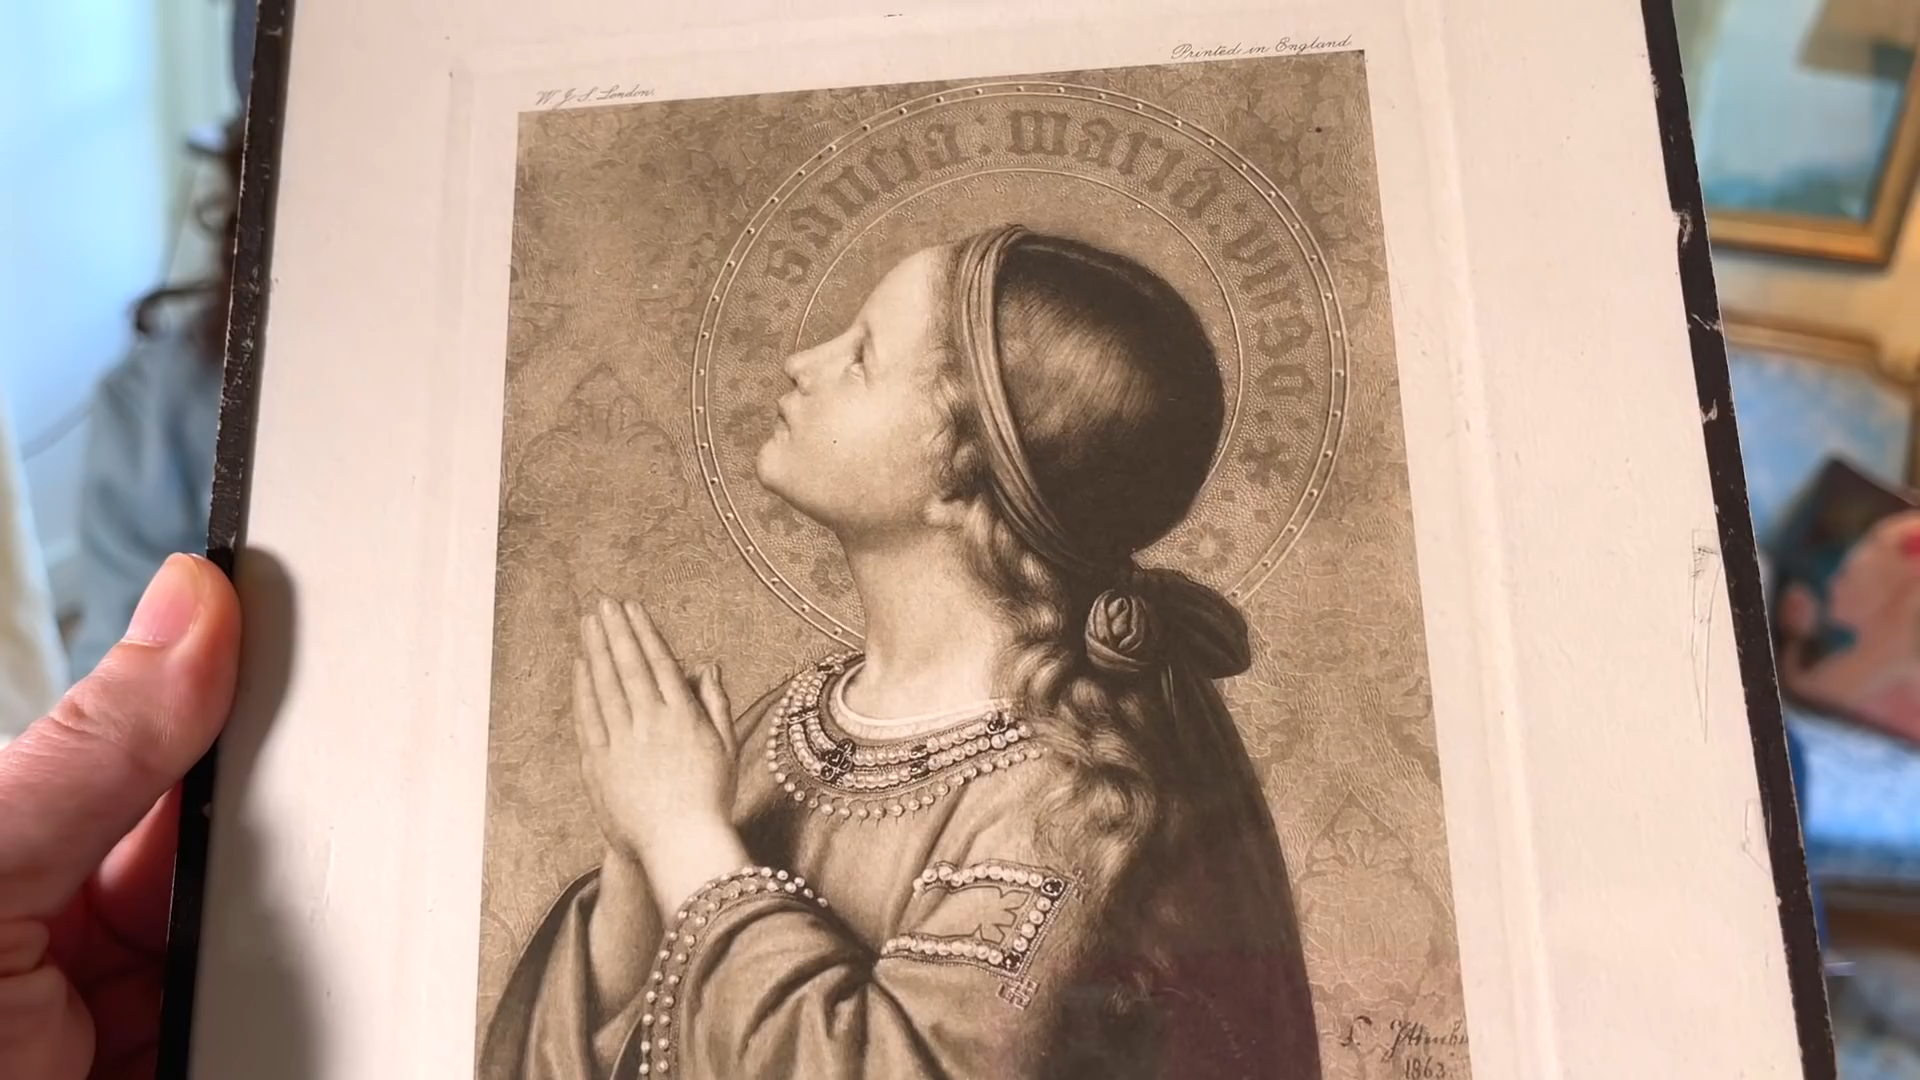 W. J. S. London.
Printed in England.
sancta : maria · virgo
1863.